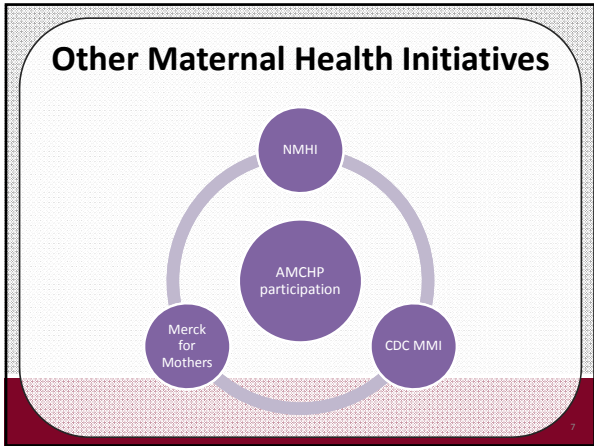 Other Maternal Health Initiatives
NMHI
AMCHP
participation
Merck
for
Mothers
CDC MMI
7